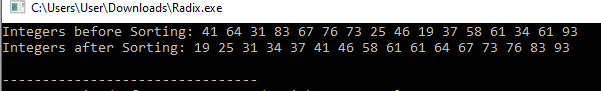 C:\Users\User\Downloads\Radix.exe
Integers before Sorting: 41 64 31 83 67 76 73 25 46 19 37 58 61 34 61 93
Integers after Sorting: 19 25 31 34 37 41 46 58 61 61 64 67 73 76 83 93
--------------------------------